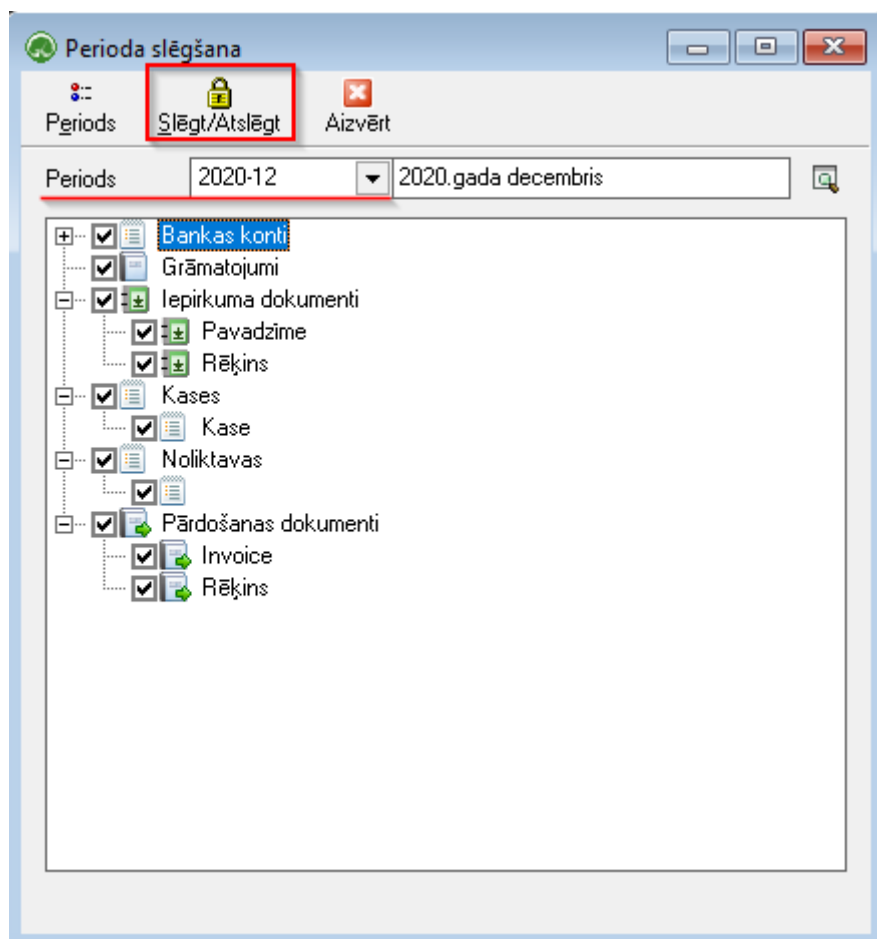 Perioda slēgšana
Periods Slēgt/Atslēgt Aizvērt
Periods 2020-12 2020.gada decembris
Bankas konti
Grāmatojumi
Iepirkuma dokumenti
Pavadzīme
Rēķins
Kases
Kase
Noliktavas
Pārdošanas dokumenti
Invoice
Rēķins